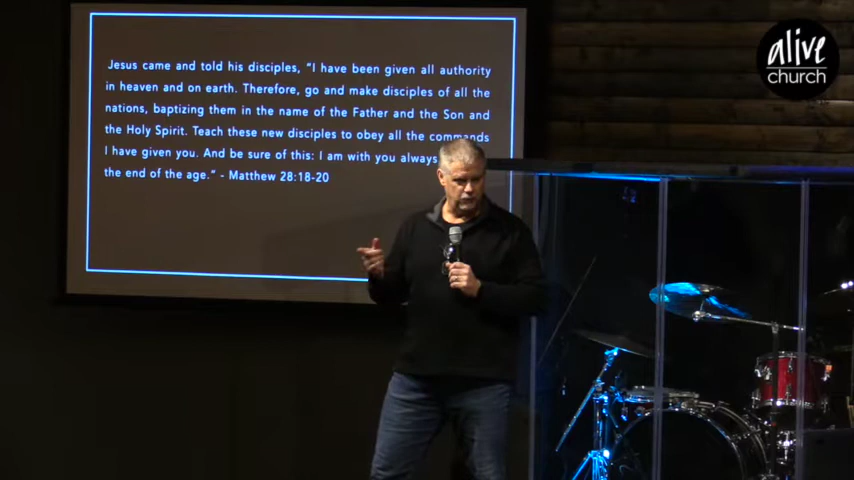 Jesus came and told his disciples, "I have been given all authority
in heaven and on earth. Therefore, go and make disciples of all the
nations, baptizing them in the name of the Father and the Son and
the Holy Spirit. Teach these new disciples to obey all the commands
I have given you. And be sure of this: I am with you always
the end of the age." - Matthew 28:18-20
alive
church